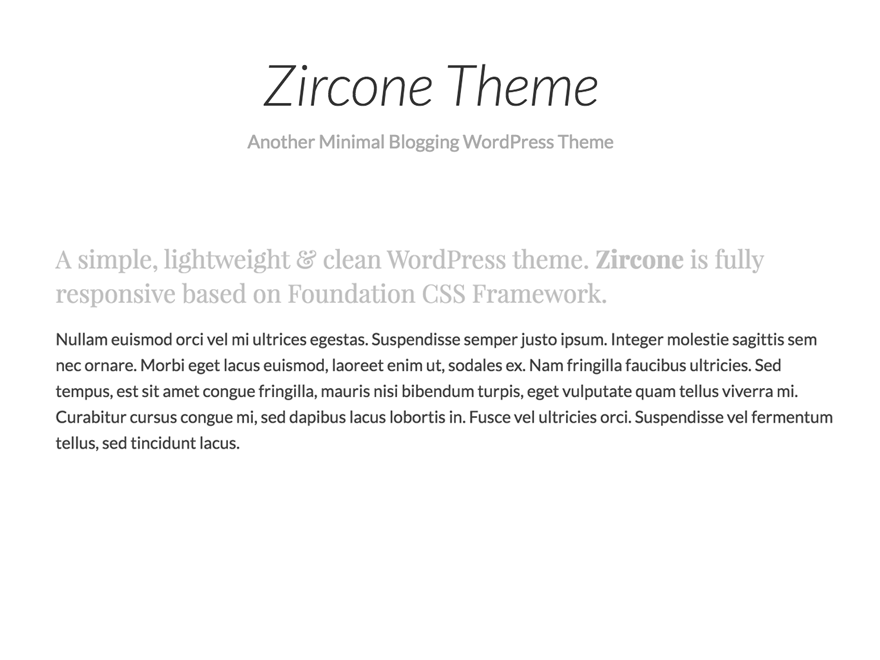 Zircone Theme
Another Minimal Blogging WordPress Theme
A simple, lightweight & clean WordPress theme. Zircone is fully
responsive based on Foundation CSS Framework.
Nullam euismod orci vel mi ultrices egestas. Suspendisse semper justo ipsum. Integer molestie sagittis sem
nec ornare. Morbi eget lacus euismod, laoreet enim ut, sodales ex. Nam fringilla faucibus ultricies. Sed
tempus, est sit amet congue fringilla, mauris nisi bibendum turpis, eget vulputate quam tellus viverra mi.
Curabitur cursus congue mi, sed dapibus lacus lobortis in. Fusce vel ultricies orci. Suspendisse vel fermentum
tellus, sed tincidunt lacus.